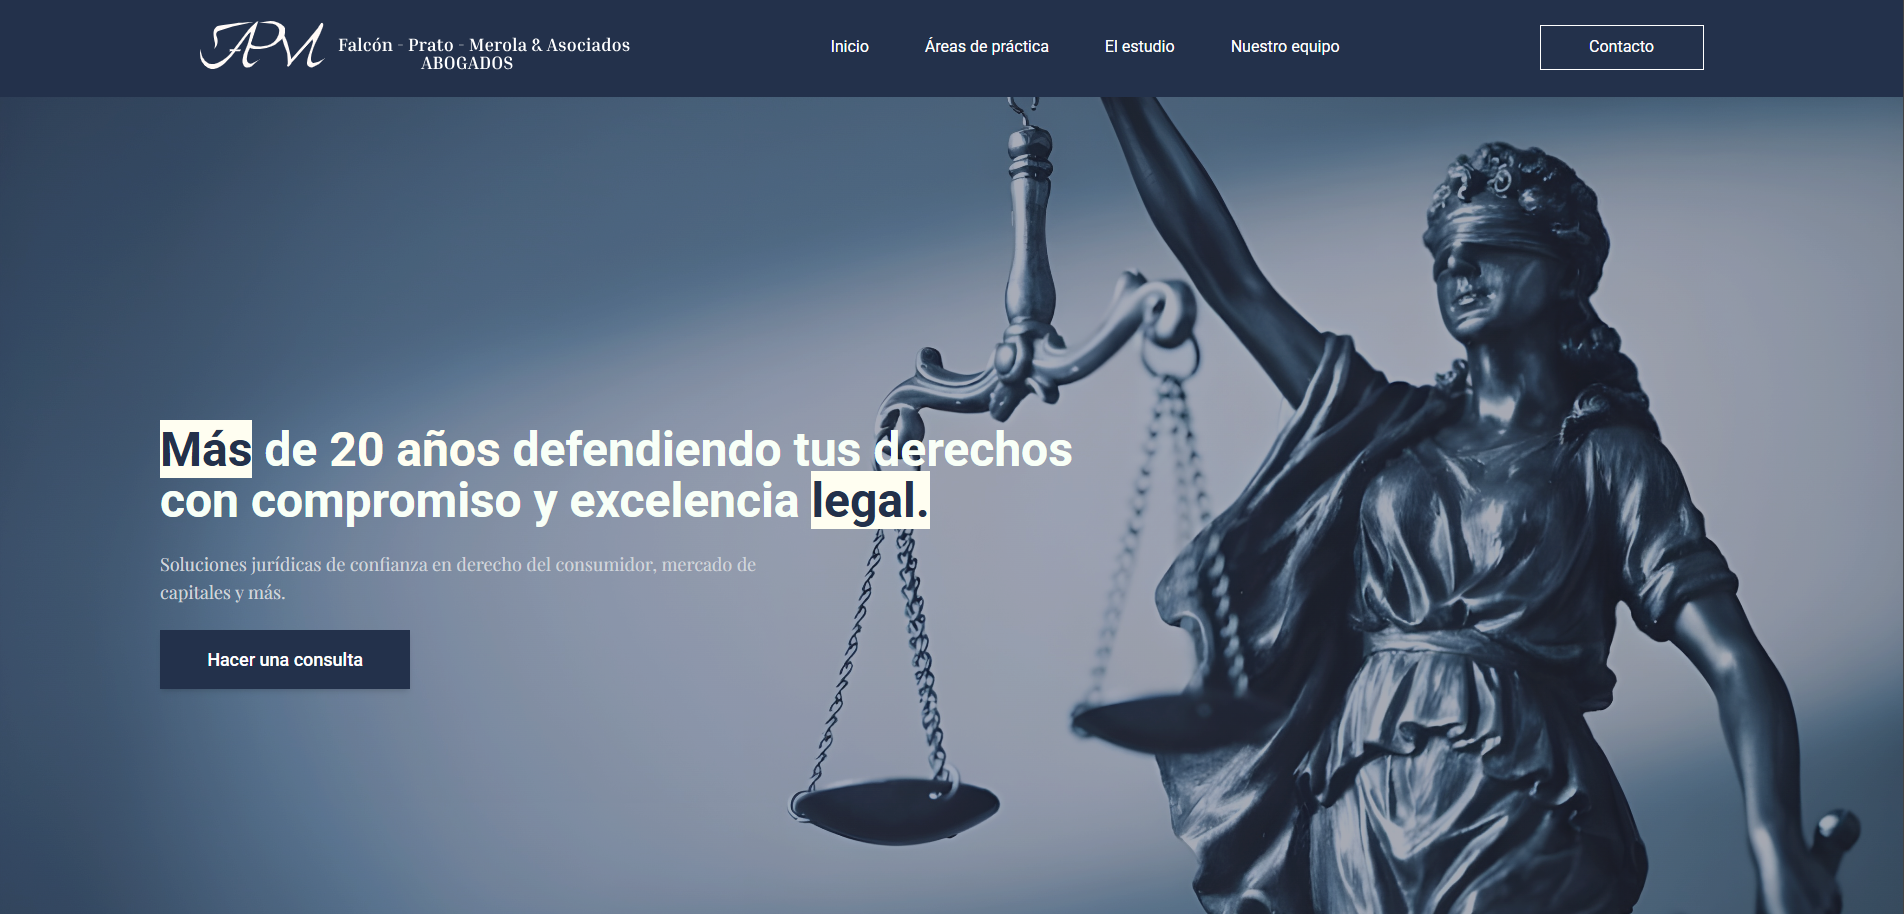 Falcón - Prato - Merola & Asociados
ABOGADOS
Inicio
Áreas de práctica
El estudio
Nuestro equipo
Contacto
Más de 20 años defendiendo tus derechos
con compromiso y excelencia legal.
Soluciones jurídicas de confianza en derecho del consumidor, mercado de
capitales y más.
Hacer una consulta